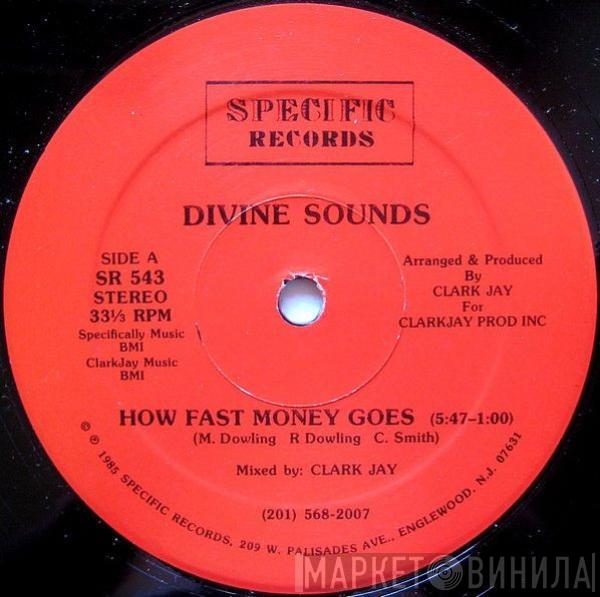 SPECIFIC
RECORDS
DIVINE SOUNDS
SIDE A
SR 543
STEREO
33⅓ RPM
Specifically Music
BMI
ClarkJay Music
BMI
Arranged & Produced
By
CLARK JAY
For
CLARKJAY PROD INC
HOW FAST MONEY GOES (5:47–1:00)
(M. Dowling R Dowling C. Smith)
Mixed by: CLARK JAY
(201) 568-2007
© ℗ 1985 SPECIFIC RECORDS, 209 W. PALISADES AVE., ENGLEWOOD, N.J. 07631
МАРКЕТ ВИНИЛА